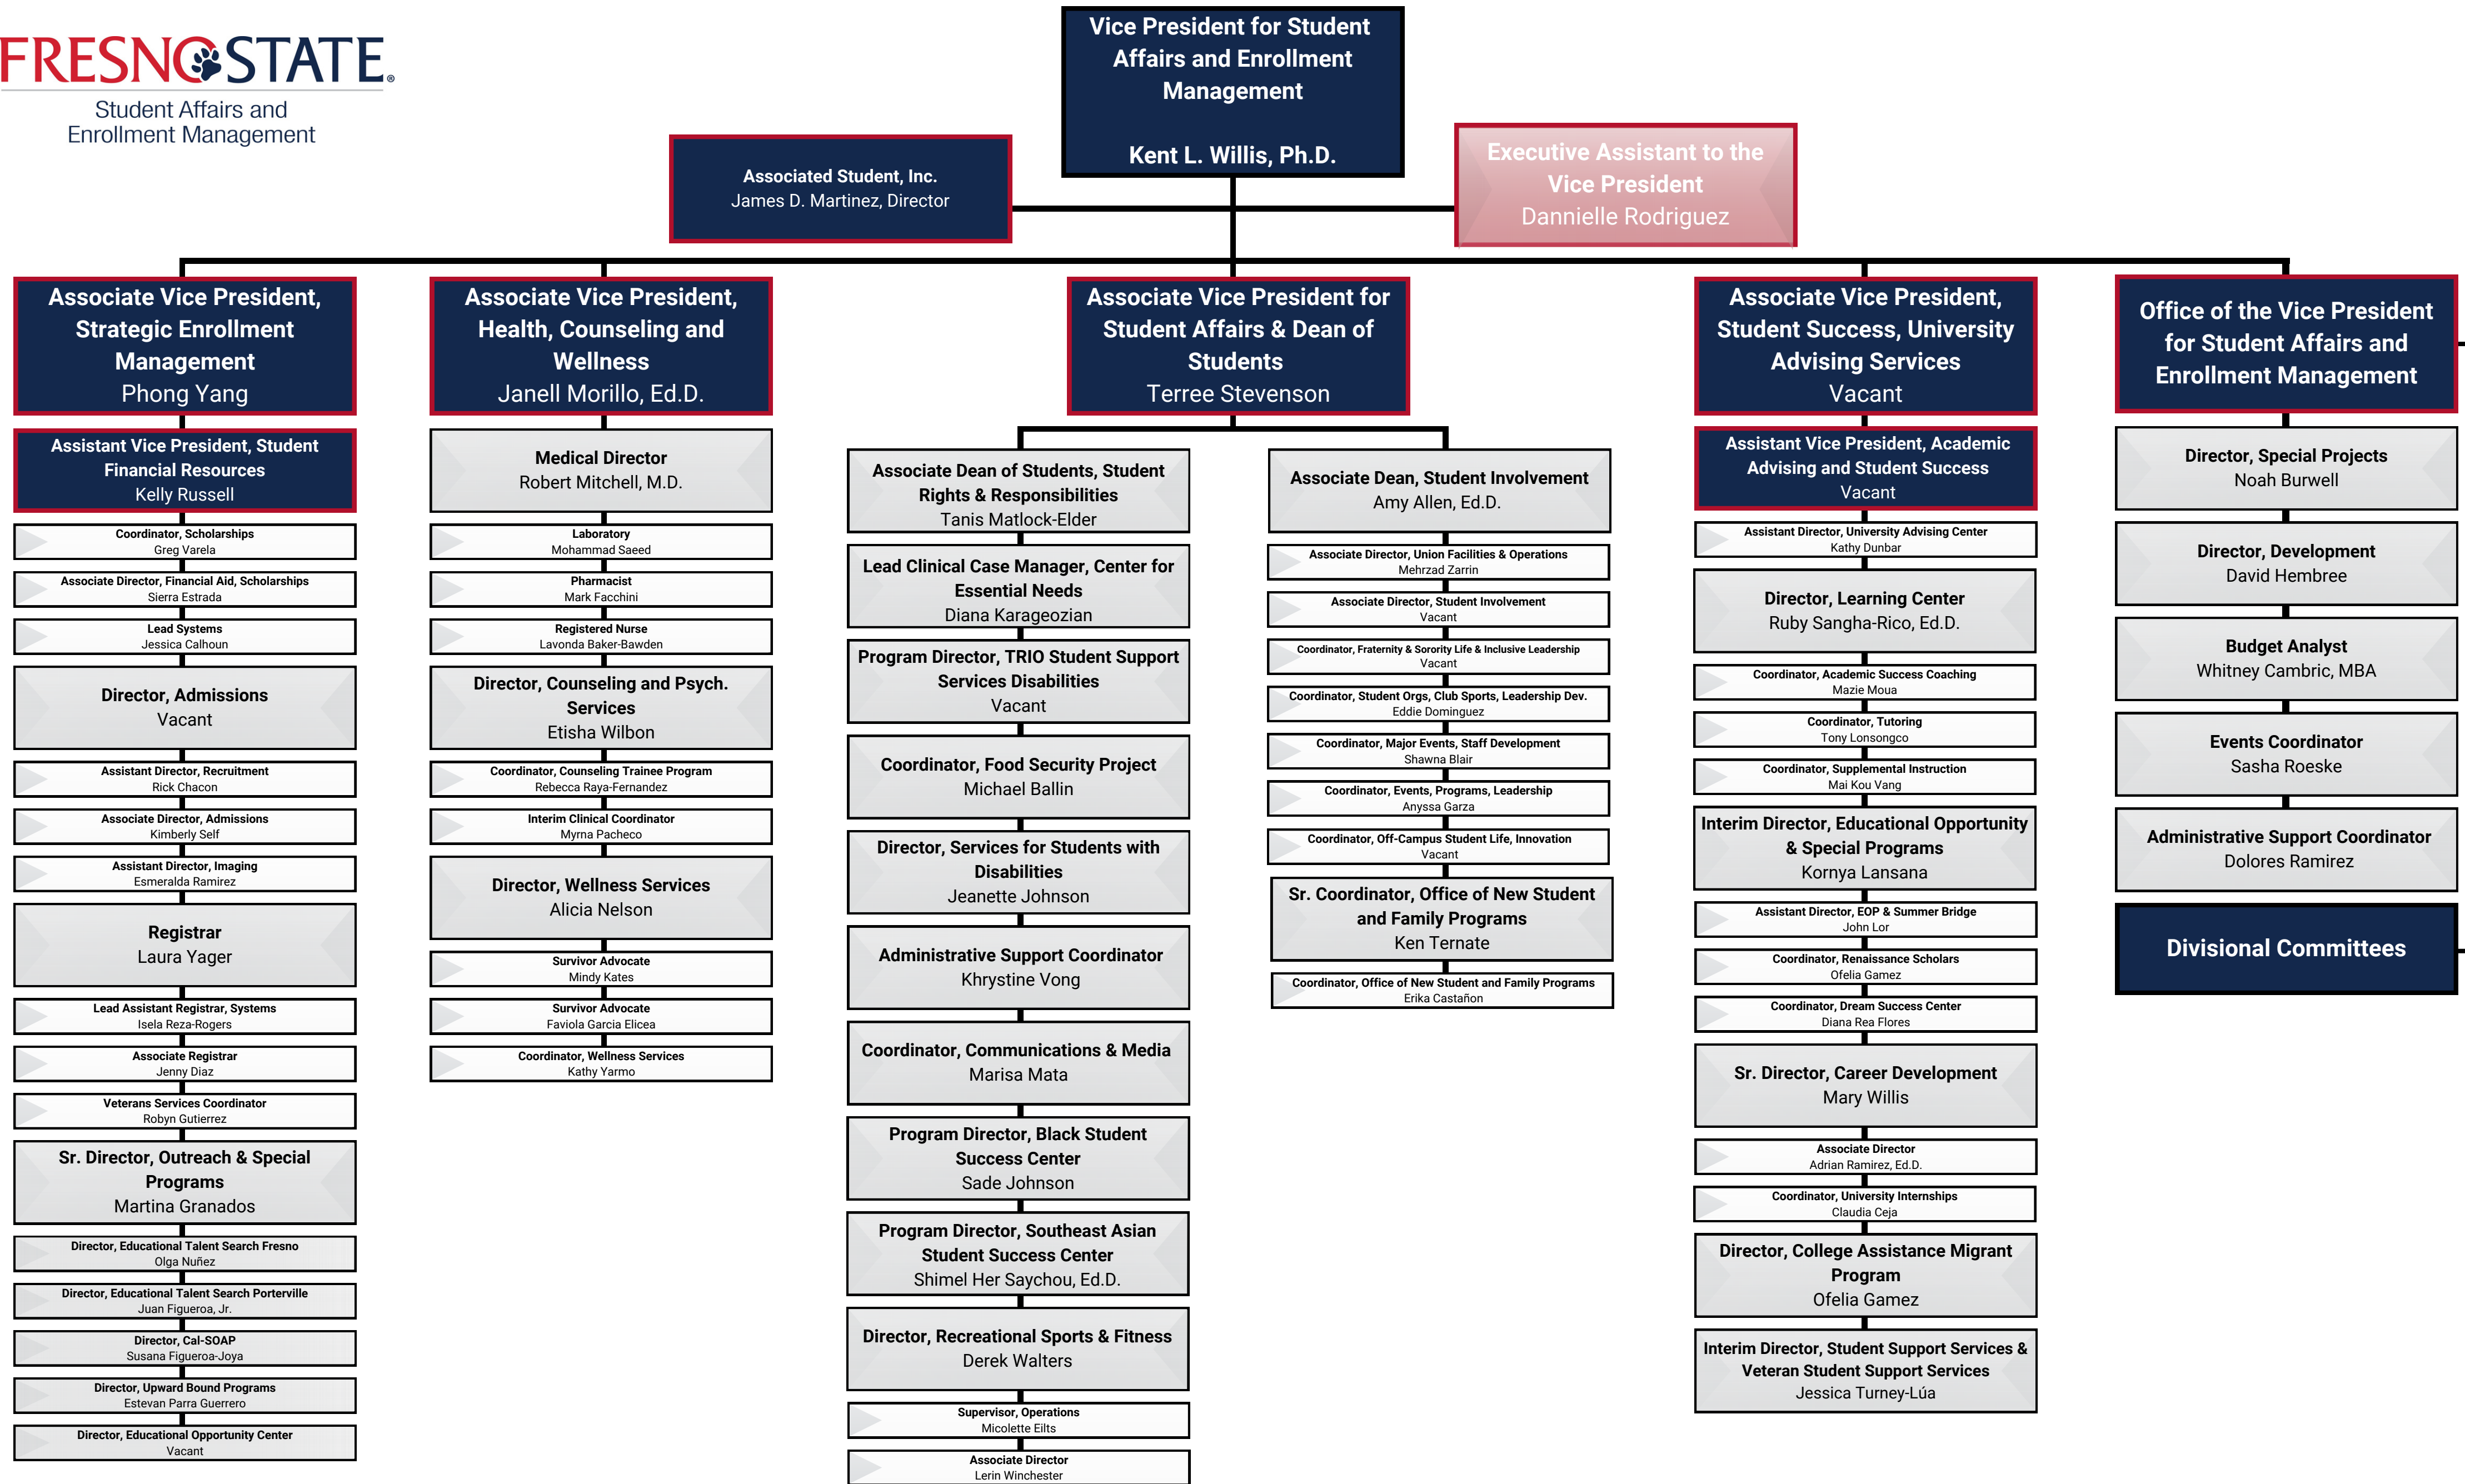 FRESNO STATE®
Student Affairs and
Enrollment Management
Vice President for Student
Affairs and Enrollment
Management
Kent L. Willis, Ph.D.
Associated Student, Inc.
James D. Martinez, Director
Executive Assistant to the
Vice President
Dannielle Rodriguez
Associate Vice President,
Strategic Enrollment
Management
Phong Yang
Assistant Vice President, Student
Financial Resources
Kelly Russell
Coordinator, Scholarships
Greg Varela
Associate Director, Financial Aid, Scholarships
Sierra Estrada
Lead Systems
Jessica Calhoun
Director, Admissions
Vacant
Assistant Director, Recruitment
Rick Chacon
Associate Director, Admissions
Kimberly Self
Assistant Director, Imaging
Esmeralda Ramirez
Registrar
Laura Yager
Lead Assistant Registrar, Systems
Isela Reza-Rogers
Associate Registrar
Jenny Diaz
Veterans Services Coordinator
Robyn Gutierrez
Sr. Director, Outreach & Special
Programs
Martina Granados
Director, Educational Talent Search Fresno
Olga Nuñez
Director, Educational Talent Search Porterville
Juan Figueroa, Jr.
Director, Cal-SOAP
Susana Figueroa-Joya
Director, Upward Bound Programs
Estevan Parra Guerrero
Director, Educational Opportunity Center
Vacant
Associate Vice President,
Health, Counseling and
Wellness
Janell Morillo, Ed.D.
Medical Director
Robert Mitchell, M.D.
Laboratory
Mohammad Saeed
Pharmacist
Mark Facchini
Registered Nurse
Lavonda Baker-Bawden
Director, Counseling and Psych.
Services
Etisha Wilbon
Coordinator, Counseling Trainee Program
Rebecca Raya-Fernandez
Interim Clinical Coordinator
Myrna Pacheco
Director, Wellness Services
Alicia Nelson
Survivor Advocate
Mindy Kates
Survivor Advocate
Faviola Garcia Elicea
Coordinator, Wellness Services
Kathy Yarmo
Associate Vice President for
Student Affairs & Dean of
Students
Terree Stevenson
Associate Dean of Students, Student
Rights & Responsibilities
Tanis Matlock-Elder
Lead Clinical Case Manager, Center for
Essential Needs
Diana Karageozian
Program Director, TRIO Student Support
Services Disabilities
Vacant
Coordinator, Food Security Project
Michael Ballin
Director, Services for Students with
Disabilities
Jeanette Johnson
Administrative Support Coordinator
Khrystine Vong
Coordinator, Communications & Media
Marisa Mata
Program Director, Black Student
Success Center
Sade Johnson
Program Director, Southeast Asian
Student Success Center
Shimel Her Saychou, Ed.D.
Director, Recreational Sports & Fitness
Derek Walters
Supervisor, Operations
Micolette Eilts
Associate Director
Lerin Winchester
Associate Dean, Student Involvement
Amy Allen, Ed.D.
Associate Director, Union Facilities & Operations
Mehrzad Zarrin
Associate Director, Student Involvement
Vacant
Coordinator, Fraternity & Sorority Life & Inclusive Leadership
Vacant
Coordinator, Student Orgs, Club Sports, Leadership Dev.
Eddie Dominguez
Coordinator, Major Events, Staff Development
Shawna Blair
Coordinator, Events, Programs, Leadership
Anyssa Garza
Coordinator, Off-Campus Student Life, Innovation
Vacant
Sr. Coordinator, Office of New Student
and Family Programs
Ken Ternate
Coordinator, Office of New Student and Family Programs
Erika Castañon
Associate Vice President,
Student Success, University
Advising Services
Vacant
Assistant Vice President, Academic
Advising and Student Success
Vacant
Assistant Director, University Advising Center
Kathy Dunbar
Director, Learning Center
Ruby Sangha-Rico, Ed.D.
Coordinator, Academic Success Coaching
Mazie Moua
Coordinator, Tutoring
Tony Lonsongco
Coordinator, Supplemental Instruction
Mai Kou Vang
Interim Director, Educational Opportunity
& Special Programs
Kornya Lansana
Assistant Director, EOP & Summer Bridge
John Lor
Coordinator, Renaissance Scholars
Ofelia Gamez
Coordinator, Dream Success Center
Diana Rea Flores
Sr. Director, Career Development
Mary Willis
Associate Director
Adrian Ramirez, Ed.D.
Coordinator, University Internships
Claudia Ceja
Director, College Assistance Migrant
Program
Ofelia Gamez
Interim Director, Student Support Services &
Veteran Student Support Services
Jessica Turney-Lúa
Office of the Vice President
for Student Affairs and
Enrollment Management
Director, Special Projects
Noah Burwell
Director, Development
David Hembree
Budget Analyst
Whitney Cambric, MBA
Events Coordinator
Sasha Roeske
Administrative Support Coordinator
Dolores Ramirez
Divisional Committees